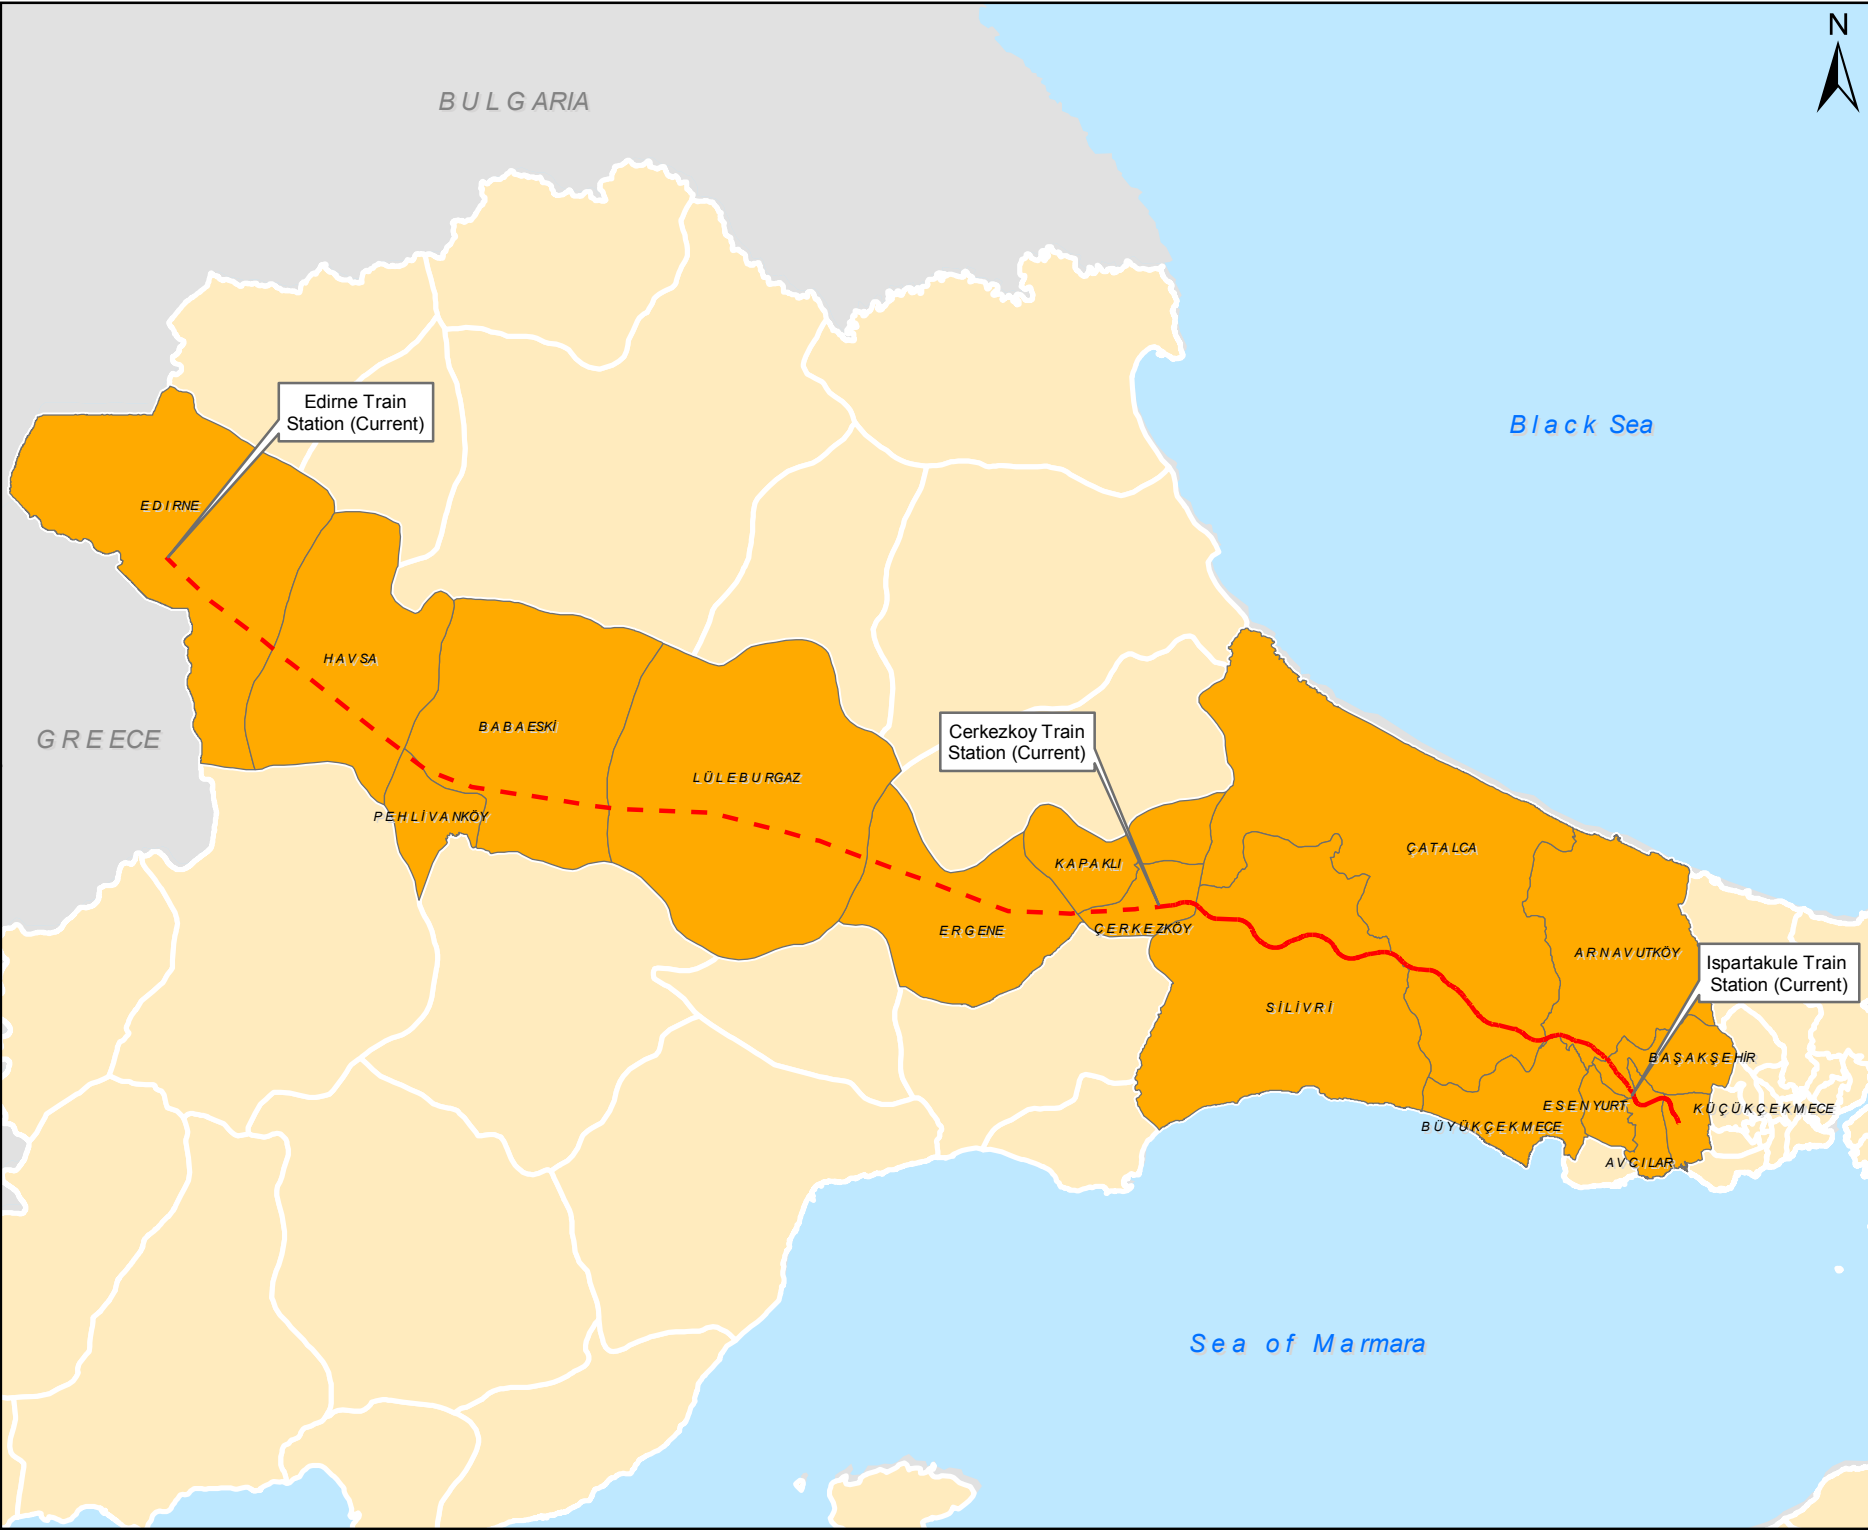 N
BULGARIA
Edirne Train
Station (Current)
Black Sea
EDIRNE
HAVSA
GREECE
BABAESKİ
Cerkezkoy Train
Station (Current)
LÜLEBURGAZ
PEHLİVANKÖY
KAPAKLI
ÇATALCA
ERGENE
ÇERKEZKÖY
ARNAVUTKÖY
Ispartakule Train
Station (Current)
SİLİVRİ
BAŞAKŞEHİR
ESENYURT
KÜÇÜKÇEKMECE
BÜYÜKÇEKMECE
AVCILAR
Sea of Marmara